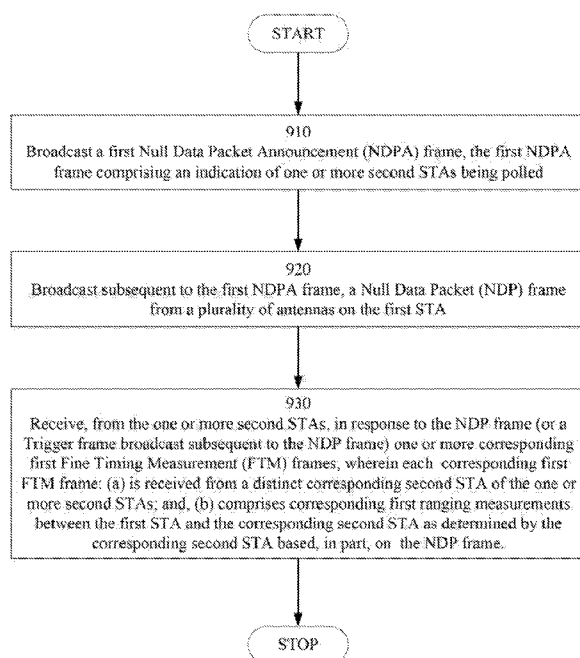 START
910
Broadcast a first Null Data Packet Announcement (NDPA) frame, the first NDPA
frame comprising an indication of one or more second STAs being polled
920
Broadcast subsequent to the first NDPA frame, a Null Data Packet (NDP) frame
from a plurality of antennas on the first STA
930
Receive, from the one or more second STAs, in response to the NDP frame (or a
Trigger frame broadcast subsequent to the NDP frame) one or more corresponding
first Fine Timing Measurement (FTM) frames, wherein each corresponding first
FTM frame: (a) is received from a distinct corresponding second STA of the one or
more second STAs; and, (b) comprises corresponding first ranging measurements
between the first STA and the corresponding second STA as determined by the
corresponding second STA based, in part, on the NDP frame.
STOP